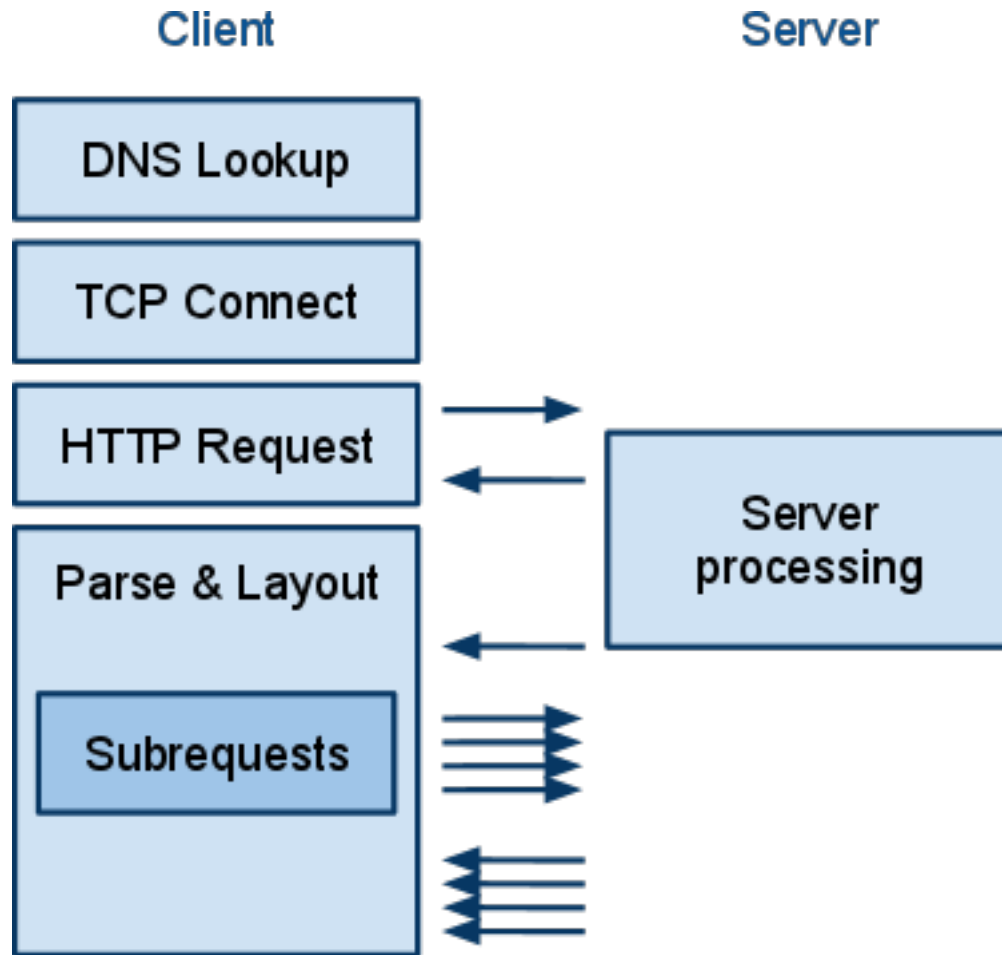 Client
Server
DNS Lookup
TCP Connect
HTTP Request
Server
processing
Parse & Layout
Subrequests